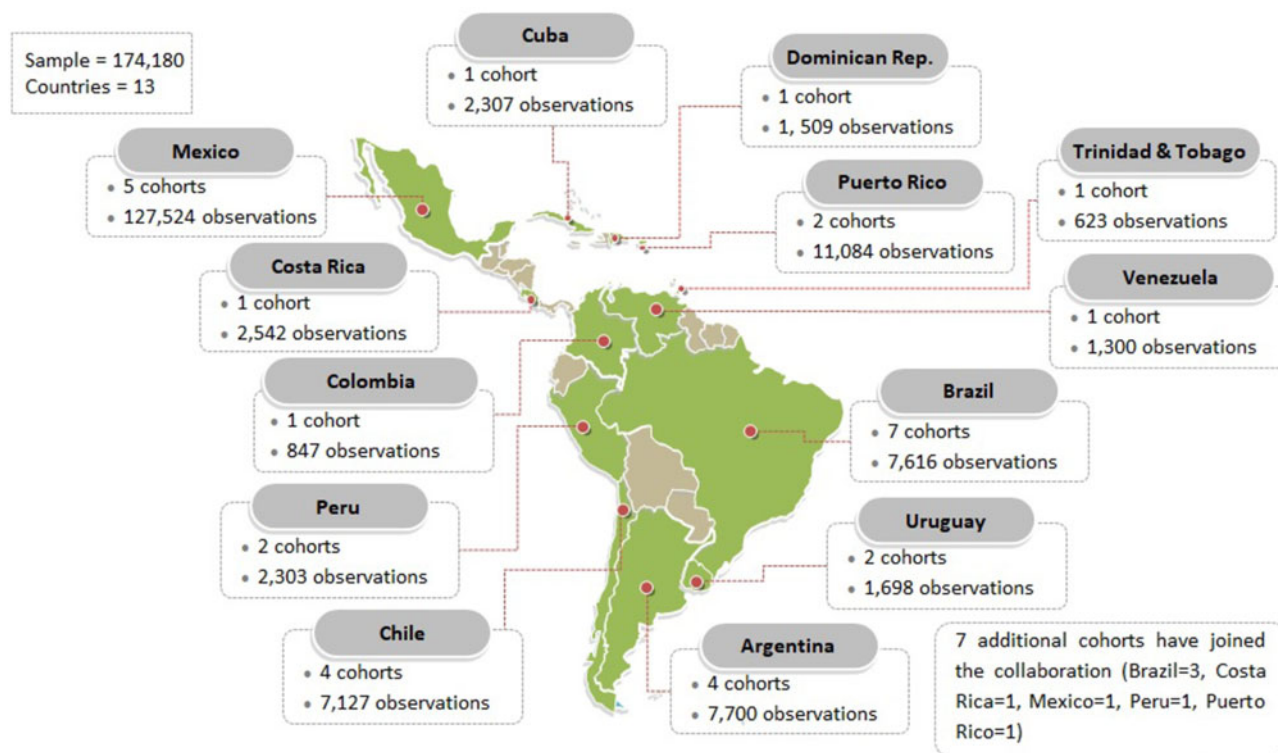 Sample = 174,180
Countries = 13
Cuba
• 1 cohort
• 2,307 observations
Dominican Rep.
• 1 cohort
• 1, 509 observations
Mexico
• 5 cohorts
• 127,524 observations
Puerto Rico
• 2 cohorts
• 11,084 observations
Trinidad & Tobago
• 1 cohort
• 623 observations
Costa Rica
• 1 cohort
• 2,542 observations
Venezuela
• 1 cohort
• 1,300 observations
Colombia
• 1 cohort
• 847 observations
Brazil
• 7 cohorts
• 7,616 observations
Peru
• 2 cohorts
• 2,303 observations
Uruguay
• 2 cohorts
• 1,698 observations
Chile
• 4 cohorts
• 7,127 observations
Argentina
• 4 cohorts
• 7,700 observations
7 additional cohorts have joined
the collaboration (Brazil=3, Costa
Rica=1, Mexico=1, Peru=1, Puerto
Rico=1)